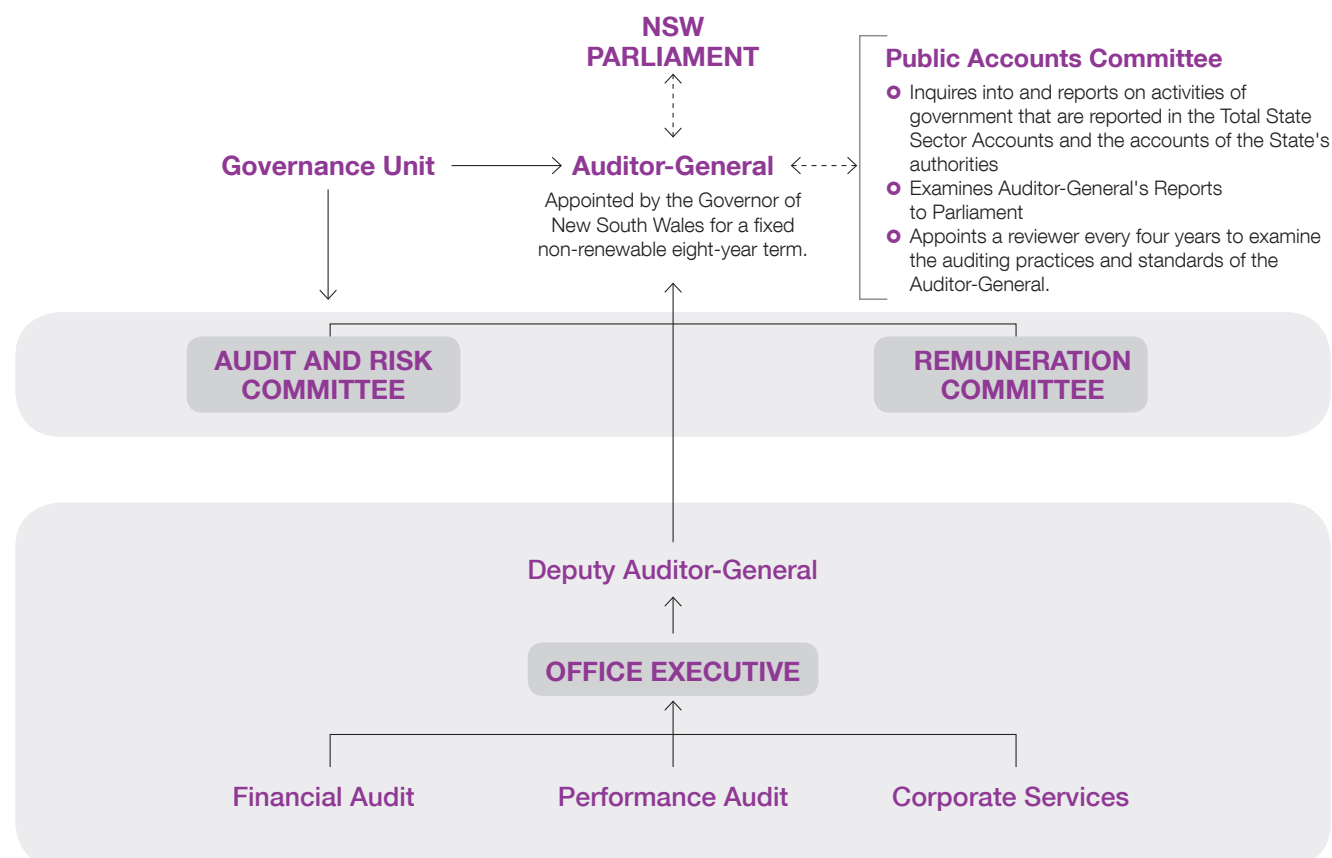 NSW
PARLIAMENT
Public Accounts Committee
Inquires into and reports on activities of
government that are reported in the Total State
Sector Accounts and the accounts of the State's
authorities
Examines Auditor-General's Reports
to Parliament
Appoints a reviewer every four years to examine
the auditing practices and standards of the
Auditor-General.
Governance Unit
Auditor-General
Appointed by the Governor of
New South Wales for a fixed
non-renewable eight-year term.
AUDIT AND RISK
COMMITTEE
REMUNERATION
COMMITTEE
Deputy Auditor-General
OFFICE EXECUTIVE
Financial Audit
Performance Audit
Corporate Services